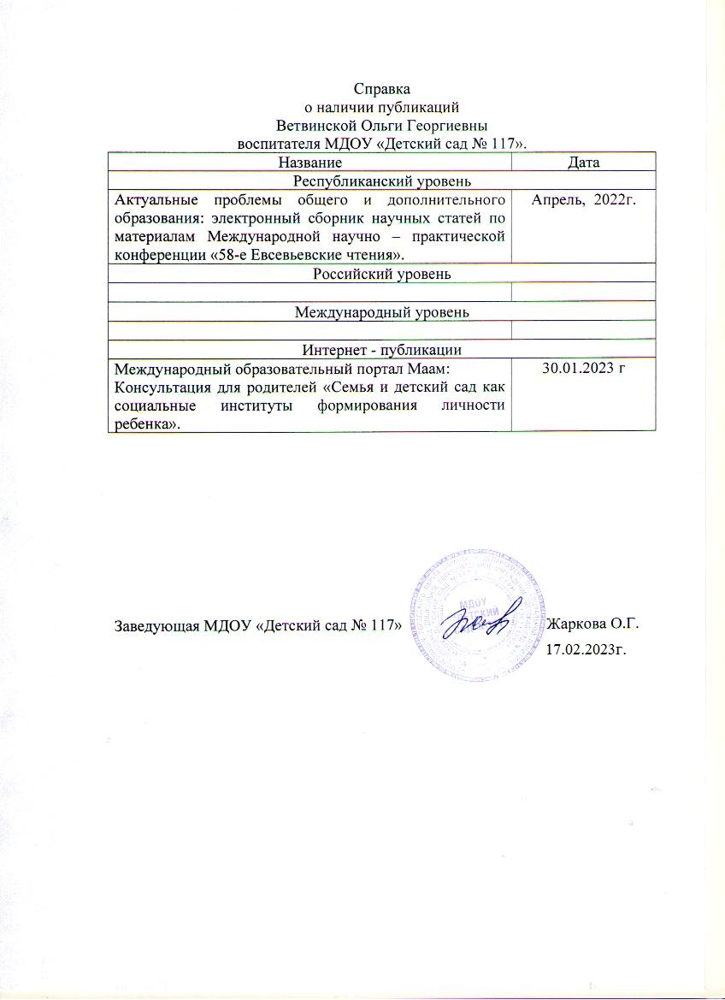 Справка
о наличии публикаций
Ветвинской Ольги Георгиевны
воспитателя МДОУ «Детский сад № 117».
Название Дата
Республиканский уровень
Актуальные проблемы общего и дополнительного Апрель, 2022г.
образования: электронный сборник научных статей по
материалам Международной научно – практической
конференции «58-е Евсевьевские чтения».
Российский уровень
Международный уровень
Интернет - публикации
Международный образовательный портал Маам: 30.01.2023 г
Консультация для родителей «Семья и детский сад как
социальные институты формирования личности
ребенка».
МДОУ
ДЕТСКИЙ
Заведующая МДОУ «Детский сад № 117» Жаркова О.Г.
17.02.2023г.